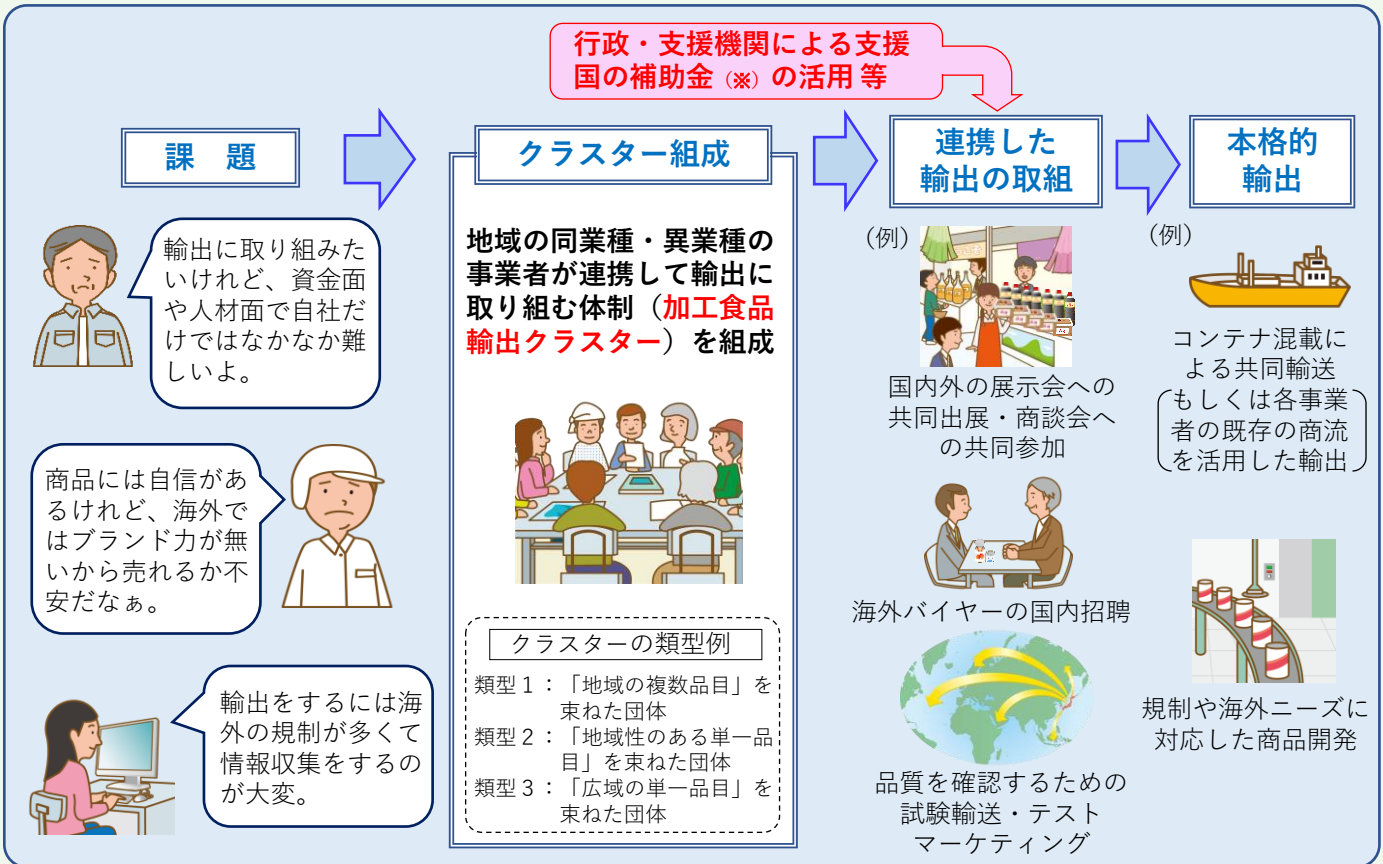 行政・支援機関による支援
国の補助金（※）の活用 等
課　題
輸出に取り組みた
いけれど、資金面
や人材面で自社だ
けではなかなか難
しいよ。
商品には自信があ
るけれど、海外で
はブランド力が無
いから売れるか不
安だなぁ。
輸出をするには海
外の規制が多くて
情報収集をするの
が大変。
クラスター組成
地域の同業種・異業種の
事業者が連携して輸出に
取り組む体制（加工食品
輸出クラスター）を組成
クラスターの類型例
類型１：「地域の複数品目」を
束ねた団体
類型２：「地域性のある単一品
目」を束ねた団体
類型３：「広域の単一品目」を
束ねた団体
連携した
輸出の取組
（例）
国内外の展示会への
共同出展・商談会へ
の共同参加
海外バイヤーの国内招聘
品質を確認するための
試験輸送・テスト
マーケティング
本格的
輸出
（例）
コンテナ混載に
よる共同輸送
もしくは各事業
者の既存の商流
を活用した輸出
規制や海外ニーズに
対応した商品開発